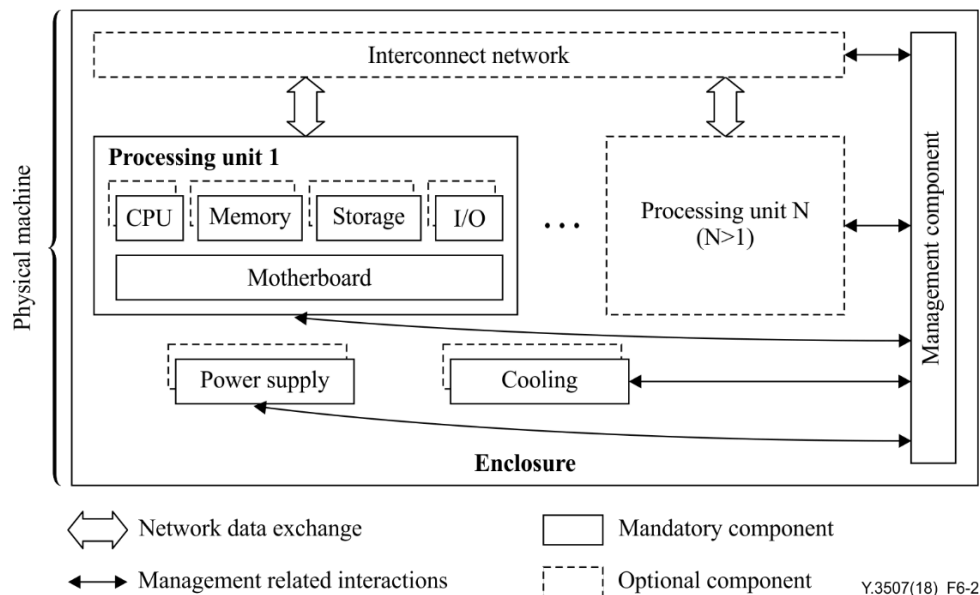 Physical machine
Interconnect network
Processing unit 1
CPU
Memory
Storage
I/O
Motherboard
...
Processing unit N
(N>1)
Management component
Power supply
Cooling
Enclosure
Network data exchange
Mandatory component
Management related interactions
Optional component
Y.3507(18)_F6-2